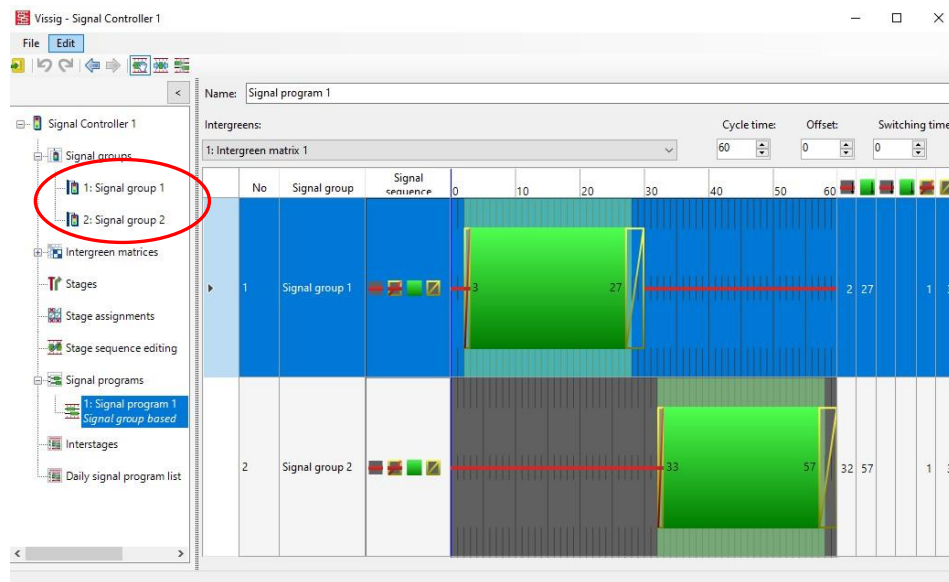 Vissig - Signal Controller 1
File Edit
<
Name: Signal program 1
Signal Controller 1
Intergreens: Cycle time: Offset: Switching time
Signal groups
1: Intergreen matrix 1 60 0 0
1: Signal group 1
No Signal group Signal sequence 0 10 20 30 40 50 60
2: Signal group 2
Intergreen matrices
Stages
1 Signal group 1 3 27 2 27 1
Stage assignments
Stage sequence editing
Signal programs
1: Signal program 1
Signal group based
Interstages
2 Signal group 2 33 57 32 57 1
Daily signal program list
< >